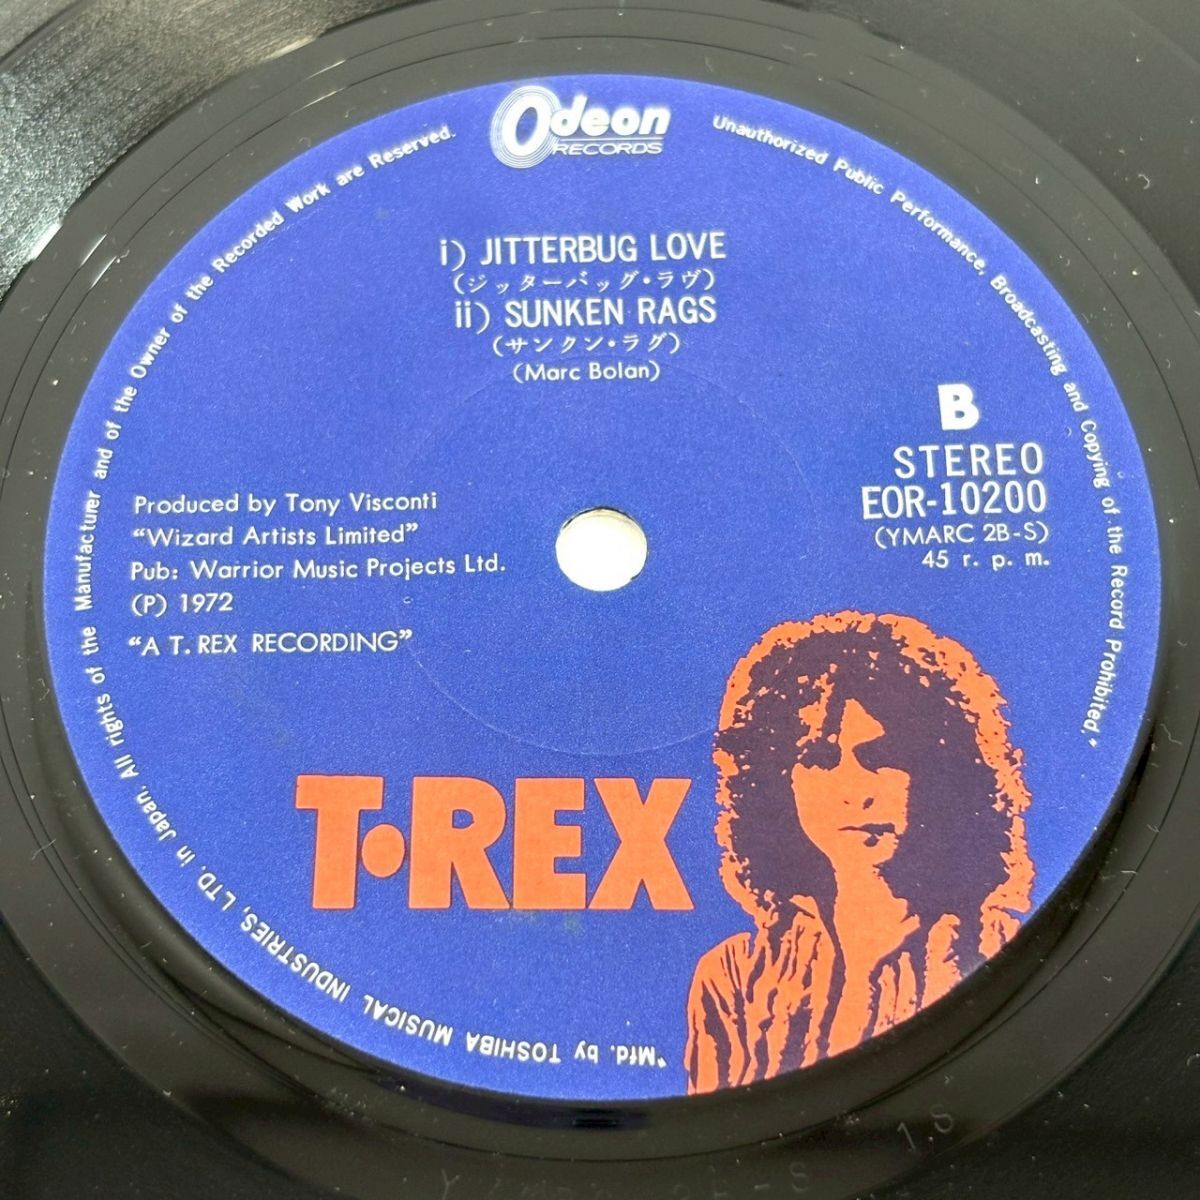 Odeon
RECORDS
i) JITTERBUG LOVE
(ジッターバッグ・ラヴ)
ii) SUNKEN RAGS
(サンクン・ラグ)
(Marc Bolan)
B
STEREO
EOR-10200
(YMARC 2B-S)
45 r. p. m.
Produced by Tony Visconti
“Wizard Artists Limited”
Pub: Warrior Music Projects Ltd.
(P) 1972
“A T. REX RECORDING”
T•REX
*Mfd. by TOSHIBA MUSICAL INDUSTRIES, LTD. in Japan. All rights of the Manufacturer and of the Owner of the Recorded Work are Reserved. Unauthorized Public Performance, Broadcasting and Copying of the Record Prohibited.*
1S